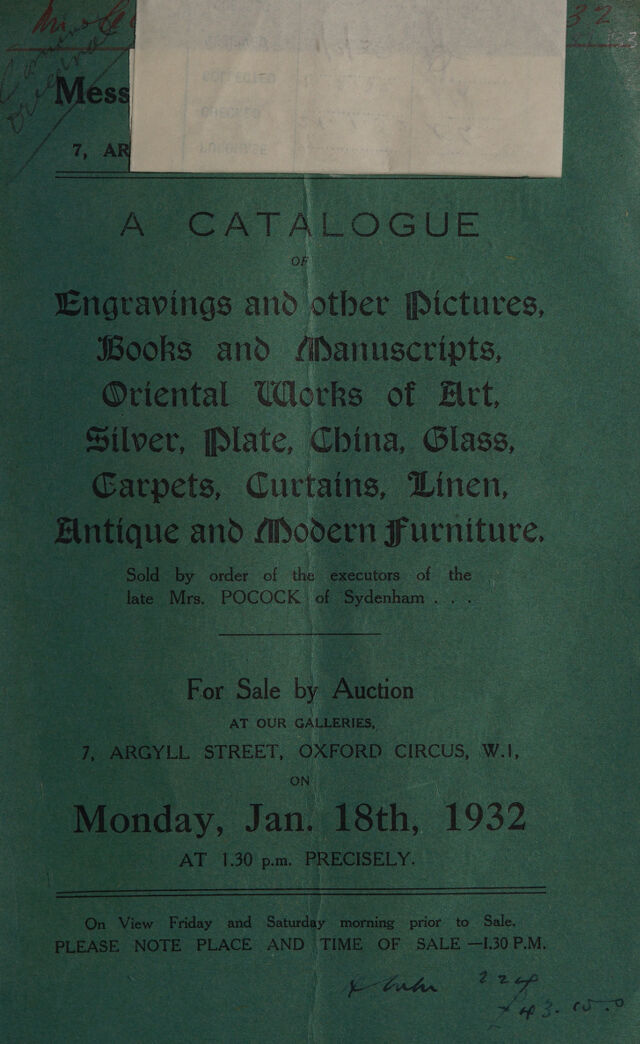 32
Mess
7, AR
A CATALOGUE
OF
Engravings and other Pictures,
Books and Manuscripts,
Oriental Works of Art,
Silver, Plate, China, Glass,
Carpets, Curtains, Linen,
Antique and Modern Furniture.
Sold by order of the executors of the
late Mrs. POCOCK of Sydenham . . .
For Sale by Auction
AT OUR GALLERIES,
7, ARGYLL STREET, OXFORD CIRCUS, W.1,
ON
Monday, Jan. 18th, 1932
AT 1.30 p.m. PRECISELY.
On View Friday and Saturday morning prior to Sale.
PLEASE NOTE PLACE AND TIME OF SALE —1.30 P.M.
224
43.